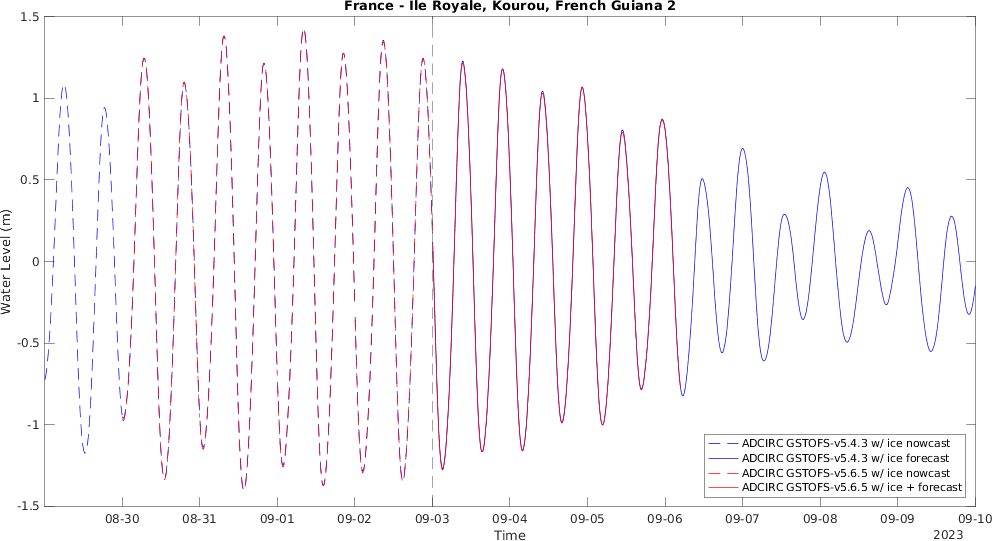 France - Ile Royale, Kourou, French Guiana 2
1.5
1
0.5
0
-0.5
-1
-1.5
Water Level (m)
08-30 08-31 09-01 09-02 09-03 09-04 09-05 09-06 09-07 09-08 09-09 09-10
Time
2023
ADCIRC GSTOFS-v5.4.3 w/ ice nowcast
ADCIRC GSTOFS-v5.4.3 w/ ice forecast
ADCIRC GSTOFS-v5.6.5 w/ ice nowcast
ADCIRC GSTOFS-v5.6.5 w/ ice + forecast